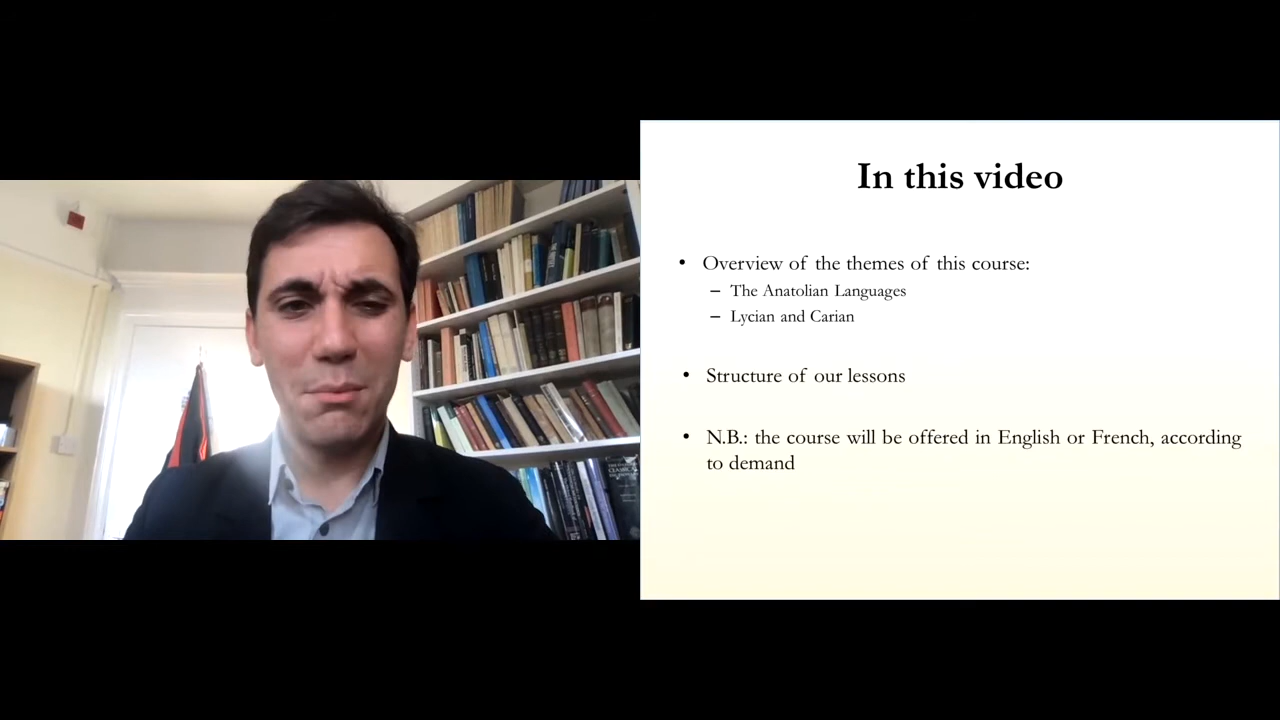 In this video
• Overview of the themes of this course:
– The Anatolian Languages
– Lycian and Carian
• Structure of our lessons
• N.B.: the course will be offered in English or French, according
to demand